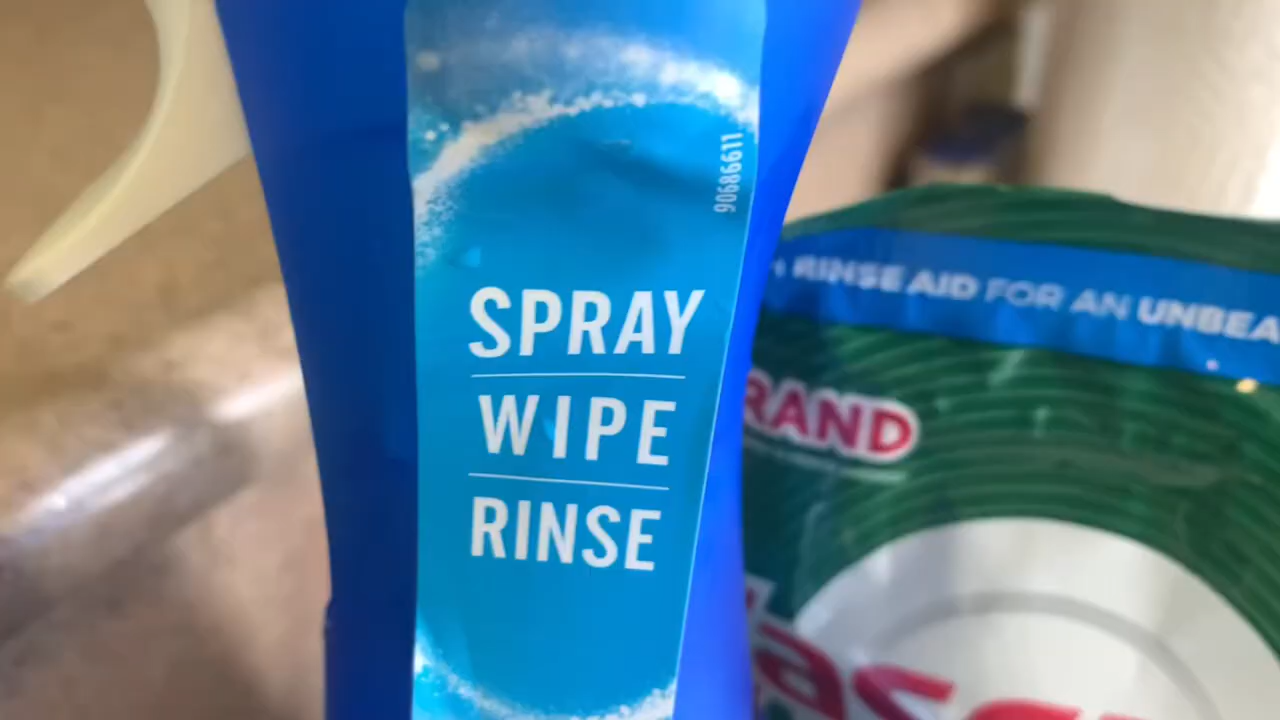 90686611
SPRAY
WIPE
RINSE
RINSE AID FOR AN UNBEA
RAND